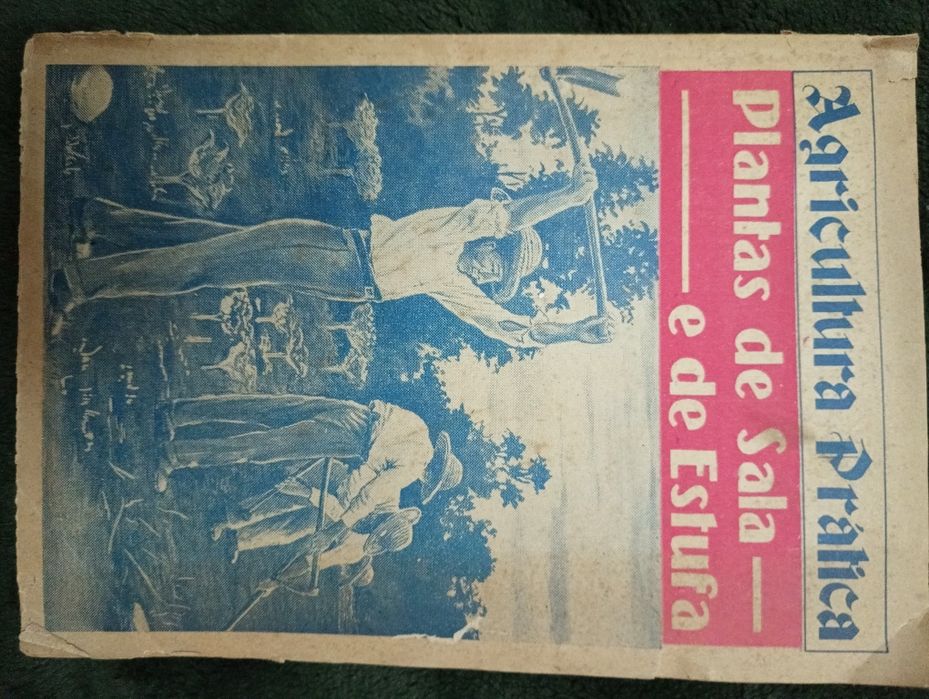 Agricultura Prática
Plantas de Sala
e de Estufa